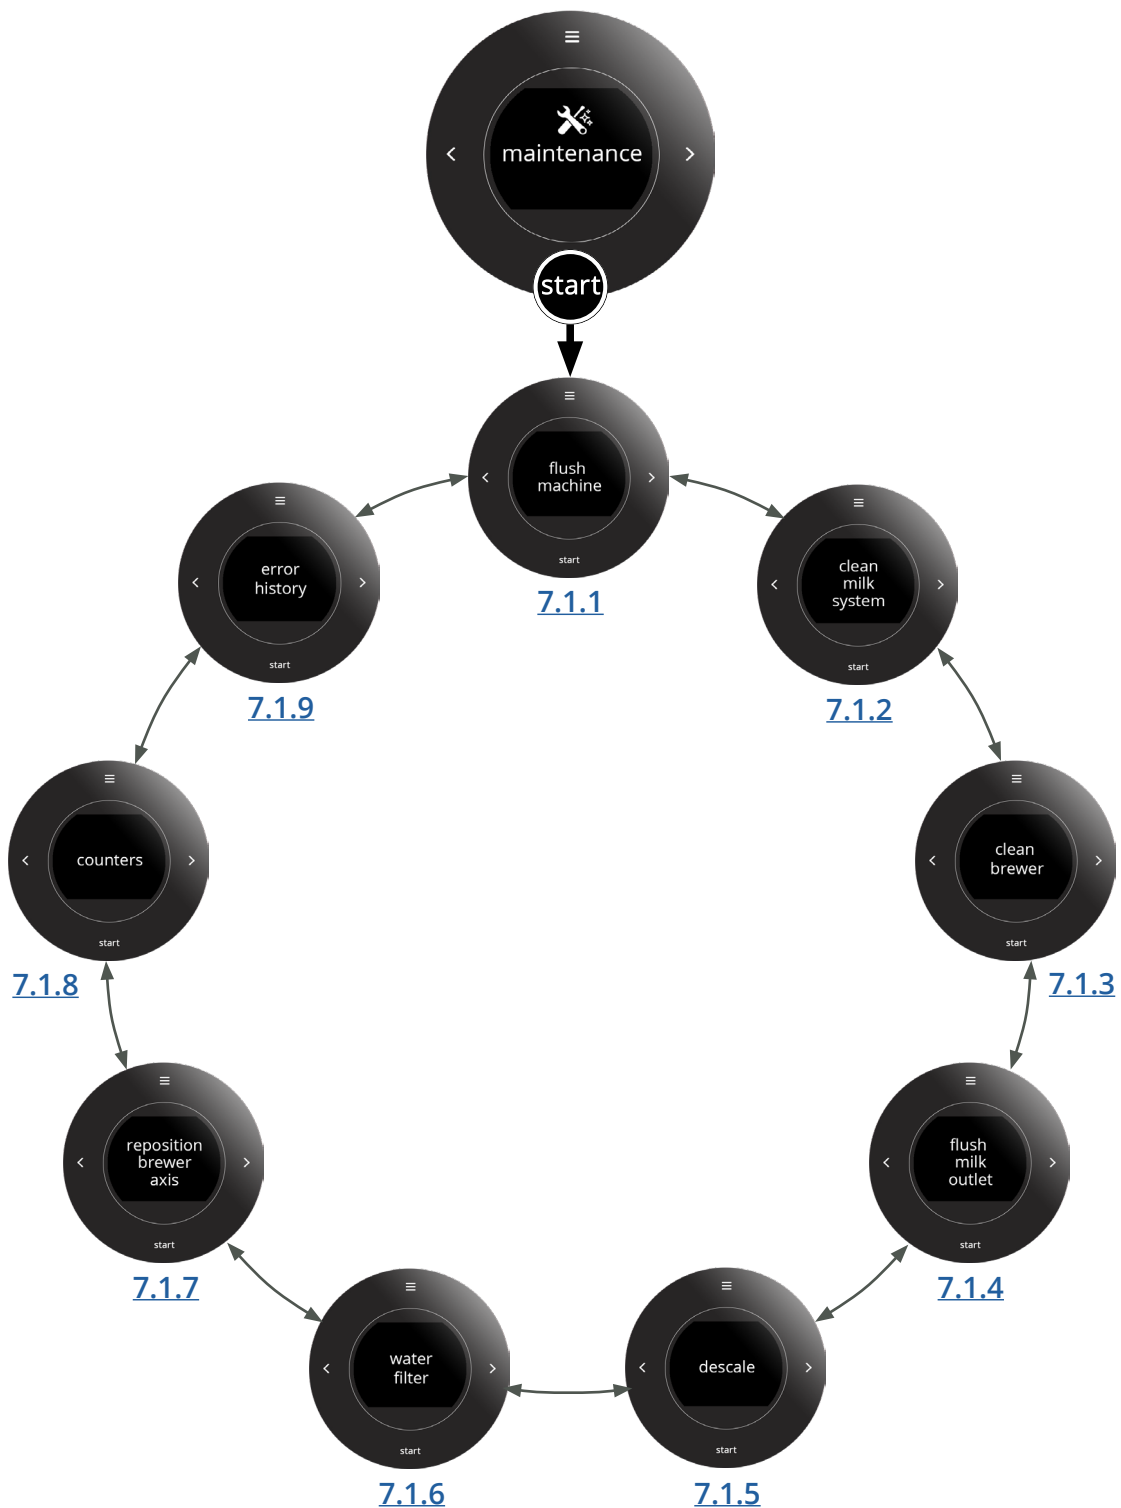 maintenance
start
flush
machine
start
7.1.1
clean
milk
system
start
7.1.2
clean
brewer
start
7.1.3
flush
milk
outlet
start
7.1.4
descale
start
7.1.5
water
filter
start
7.1.6
reposition
brewer
axis
start
7.1.7
counters
start
7.1.8
error
history
start
7.1.9